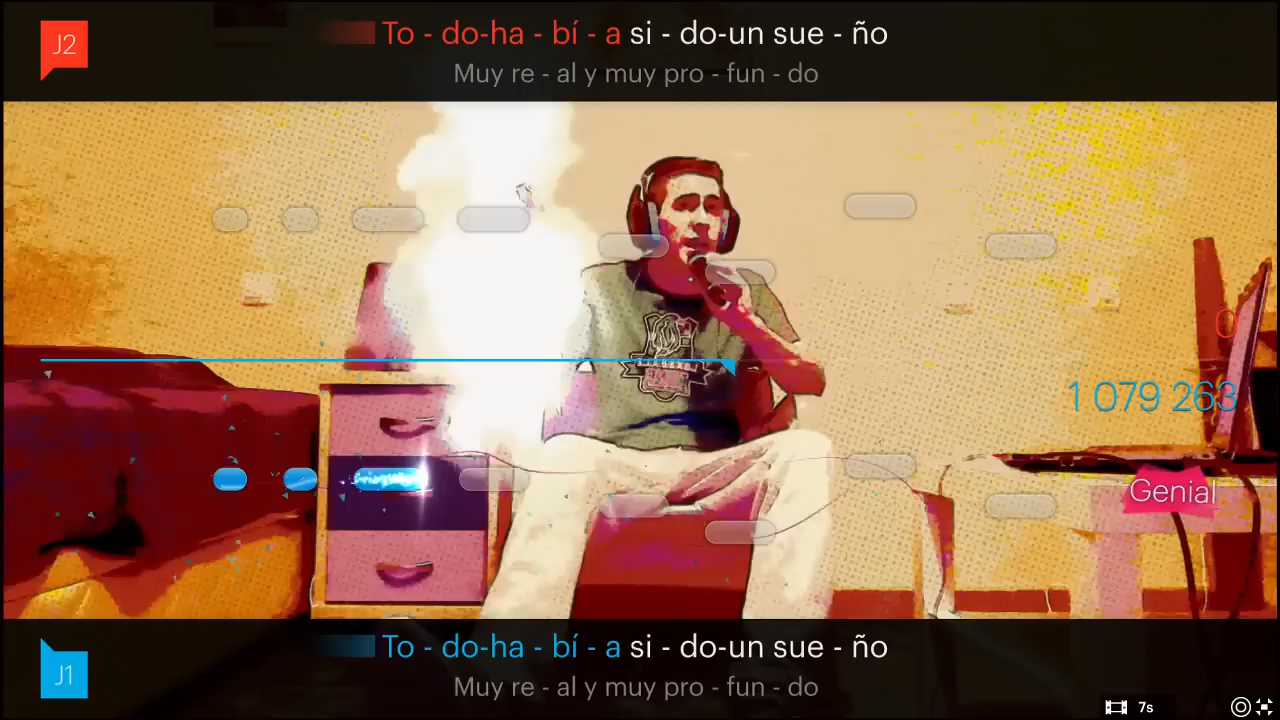 J2
To - do-ha - bí - a si - do-un sue - ño
Muy re - al y muy pro - fun - do
0
1 079 263
Genial
To - do-ha - bí - a si - do-un sue - ño
J1
Muy re - al y muy pro - fun - do
7s